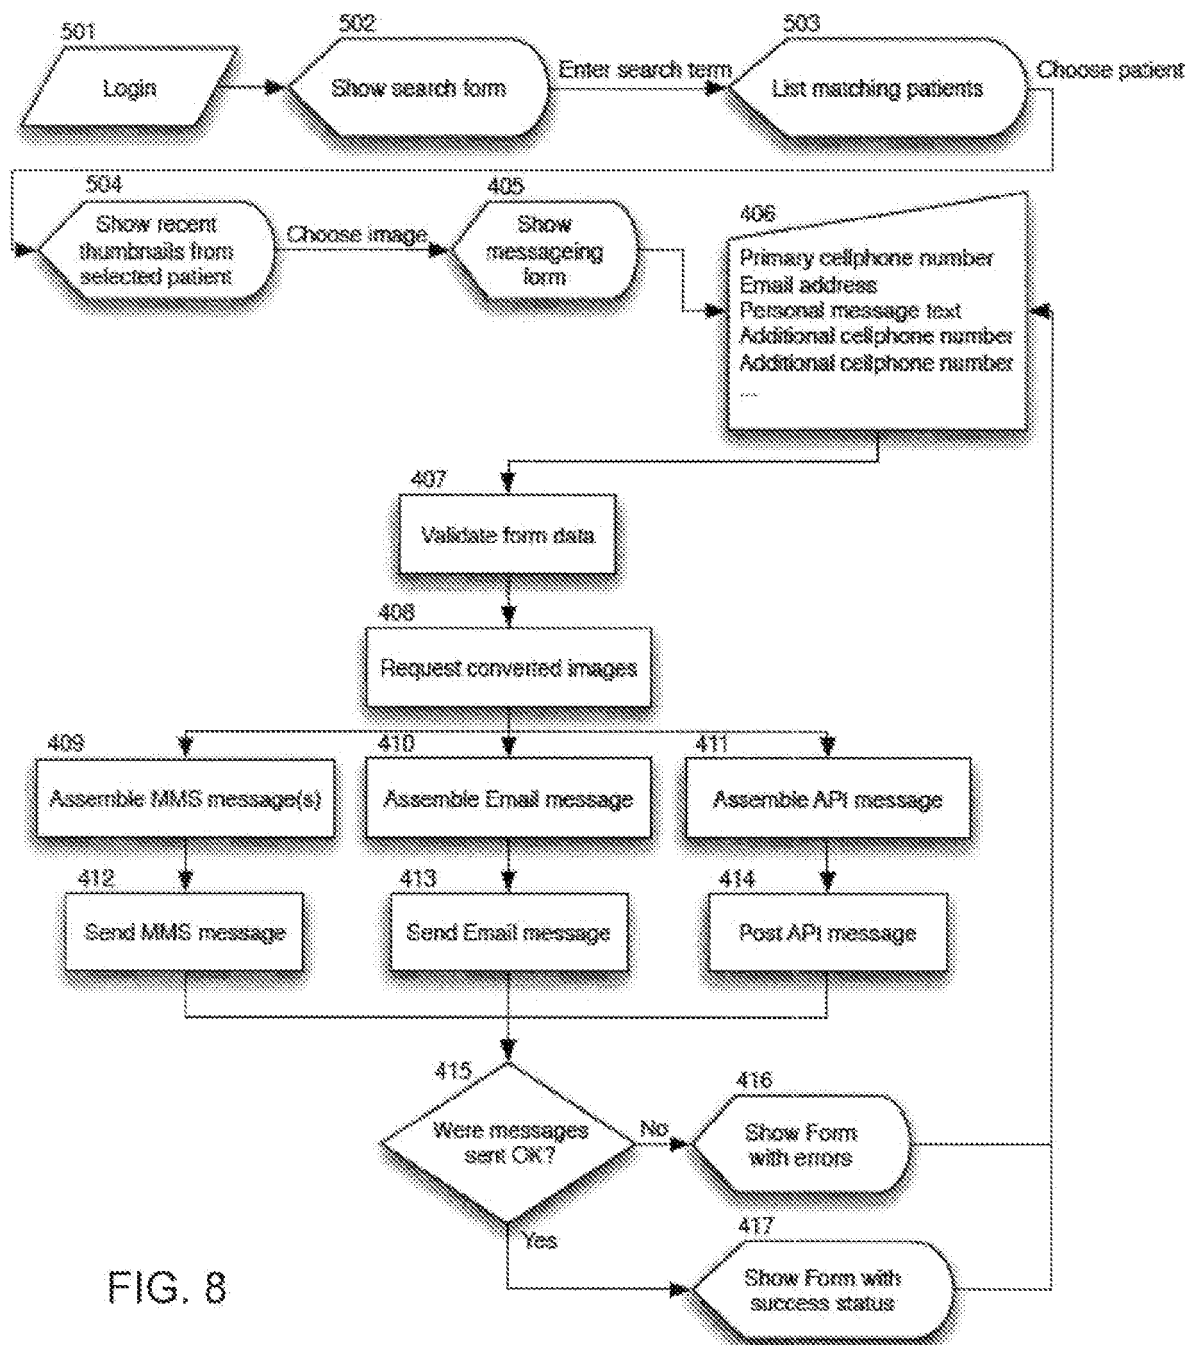 501
Login
502
Show search form
Enter search term
503
List matching patients
Choose patient
504
Show recent
thumbnails from
selected patient
Choose image
405
Show
messageing
form
406
Primary cellphone number
Email address
Personal message text
Additional cellphone number
Additional cellphone number
...
407
Validate form data
408
Request converted images
409
Assemble MMS message(s)
410
Assemble Email message
411
Assemble API message
412
Send MMS message
413
Send Email message
414
Post API message
415
Were messages
sent OK?
No
416
Show Form
with errors
Yes
417
Show Form with
success status
FIG. 8